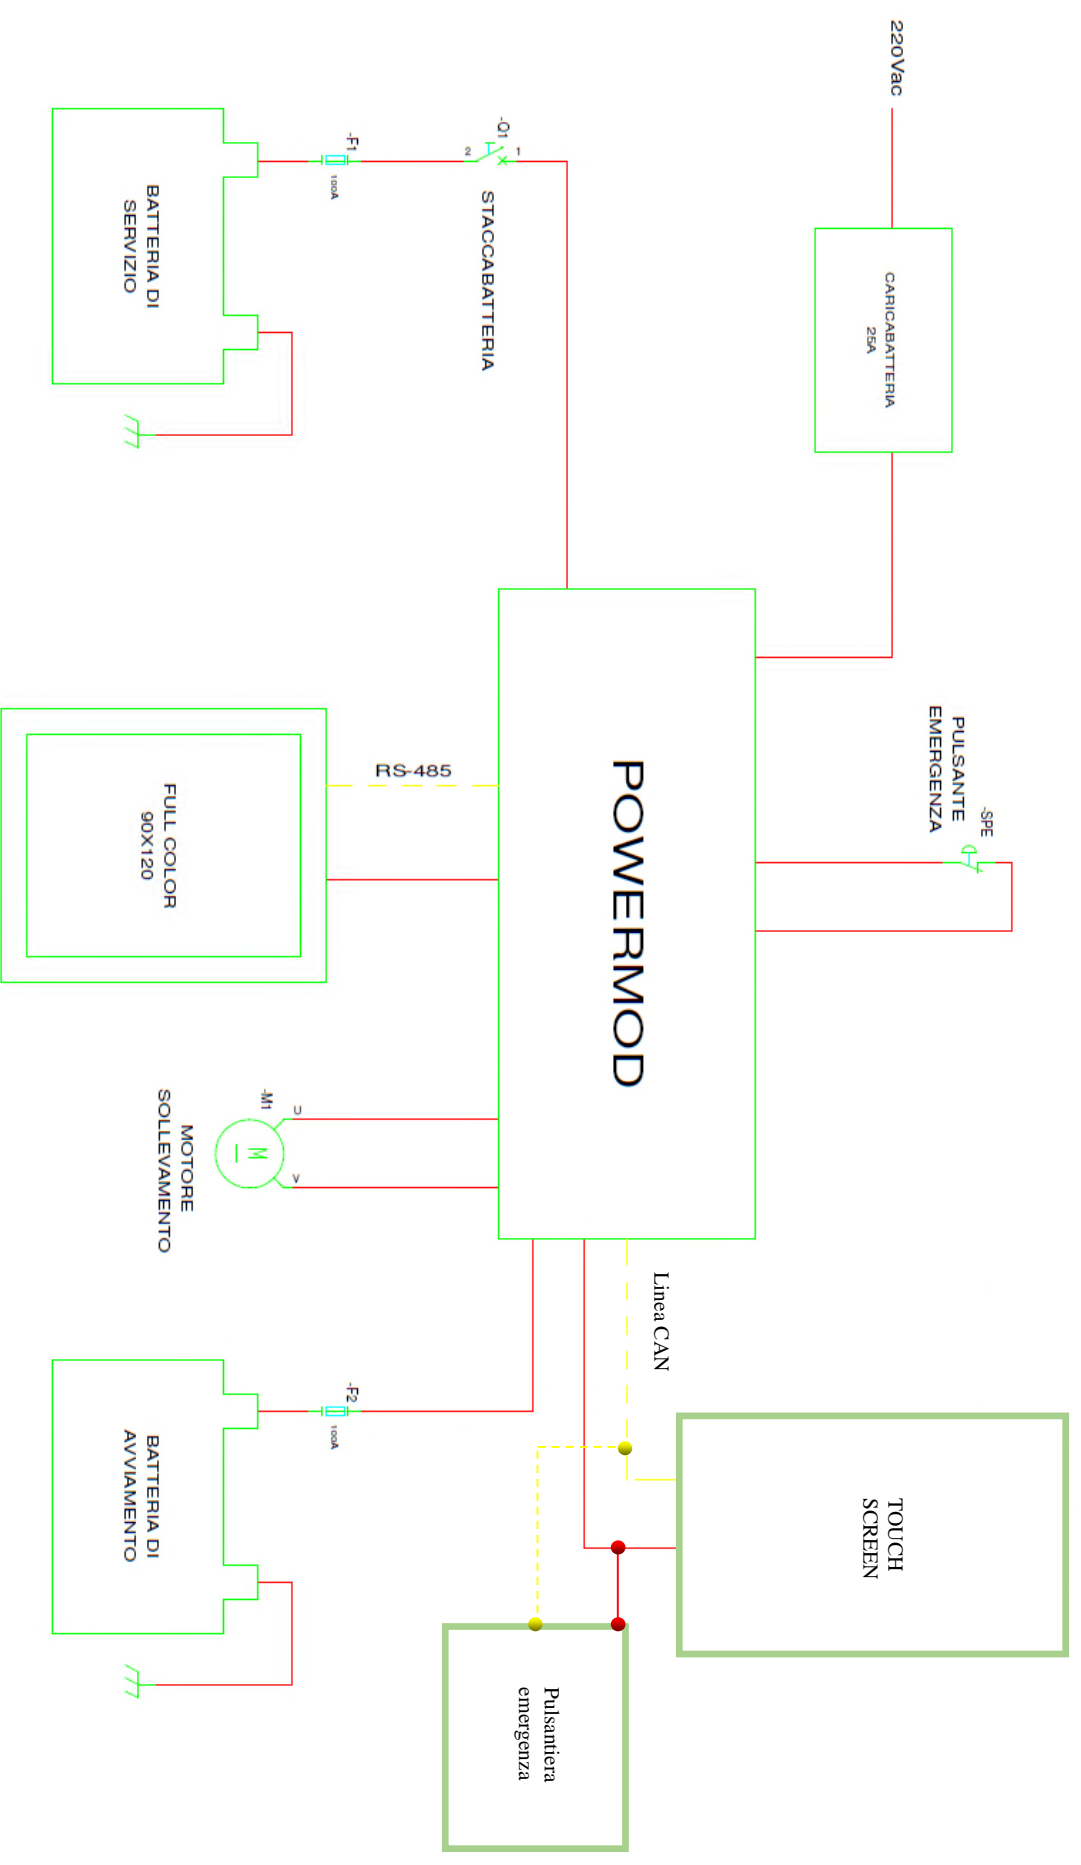 220Vac
CARICABATTERIA
25A
-Q1
1
2
STACCABATTERIA
-F1
100A
BATTERIA DI
SERVIZIO
PULSANTE
EMERGENZA
-SPE
POWERMOD
RS-485
FULL COLOR
90X120
-M1
U
V
M
MOTORE
SOLLEVAMENTO
Linea CAN
-F2
100A
BATTERIA DI
AVVIAMENTO
TOUCH
SCREEN
Pulsantiera
emergenza